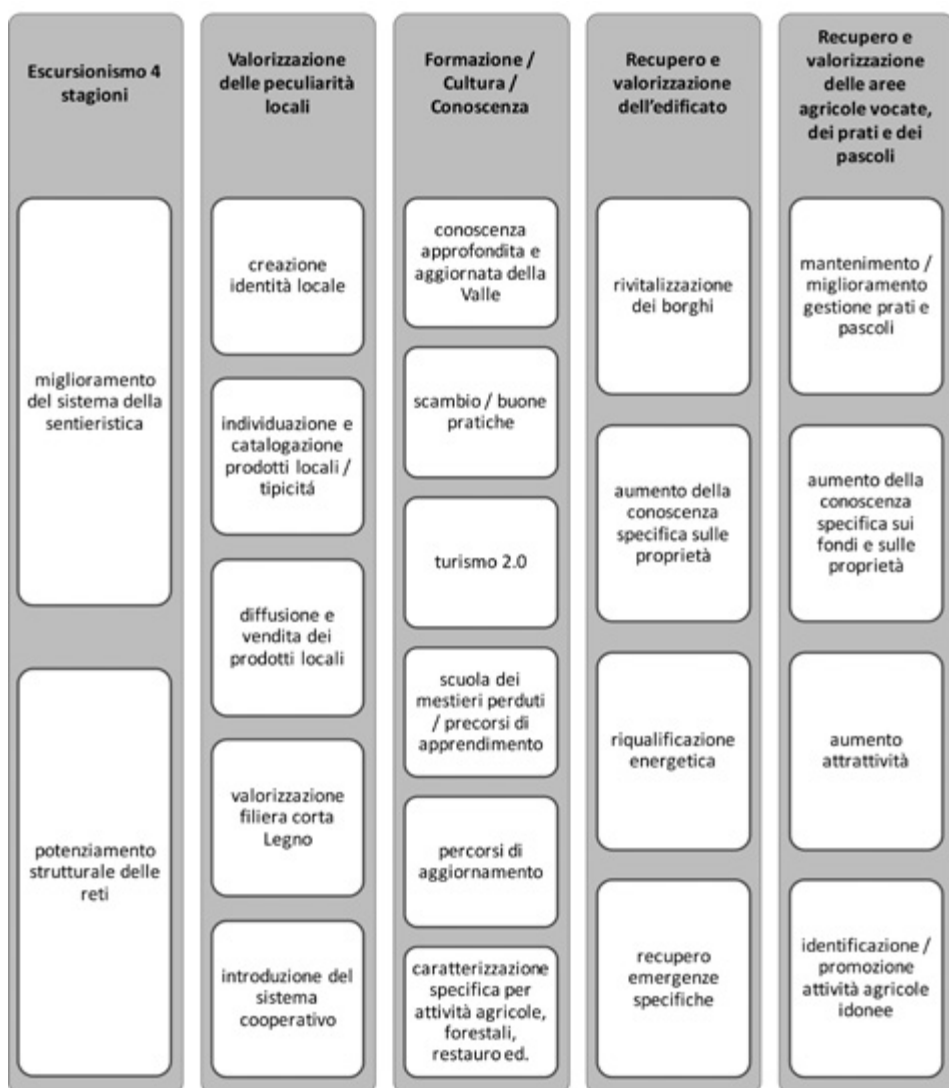 Escursionismo 4
stagioni
miglioramento
del sistema della
sentieristica
potenziamento
strutturale delle
reti
Valorizzazione
delle peculiarità
locali
creazione
identità locale
individuazione e
catalogazione
prodotti locali /
tipicitá
diffusione e
vendita dei
prodotti locali
valorizzazione
filiera corta
Legno
introduzione del
sistema
cooperativo
Formazione /
Cultura /
Conoscenza
conoscenza
approfondita e
aggiornata della
Valle
scambio / buone
pratiche
turismo 2.0
scuola dei
mestieri perduti
/ precorsi di
apprendimento
percorsi di
aggiornamento
caratterizzazione
specifica per
attività agricole,
forestali,
restauro ed.
Recupero e
valorizzazione
dell'edificato
rivitalizzazione
dei borghi
aumento della
conoscenza
specifica sulle
proprietà
riqualificazione
energetica
recupero
emergenze
specifiche
Recupero e
valorizzazione
delle aree
agricole vocate,
dei prati e dei
pascoli
mantenimento /
miglioramento
gestione prati e
pascoli
aumento della
conoscenza
specifica sui
fondi e sulle
proprietà
aumento
attrattività
identificazione /
promozione
attività agricole
idonee